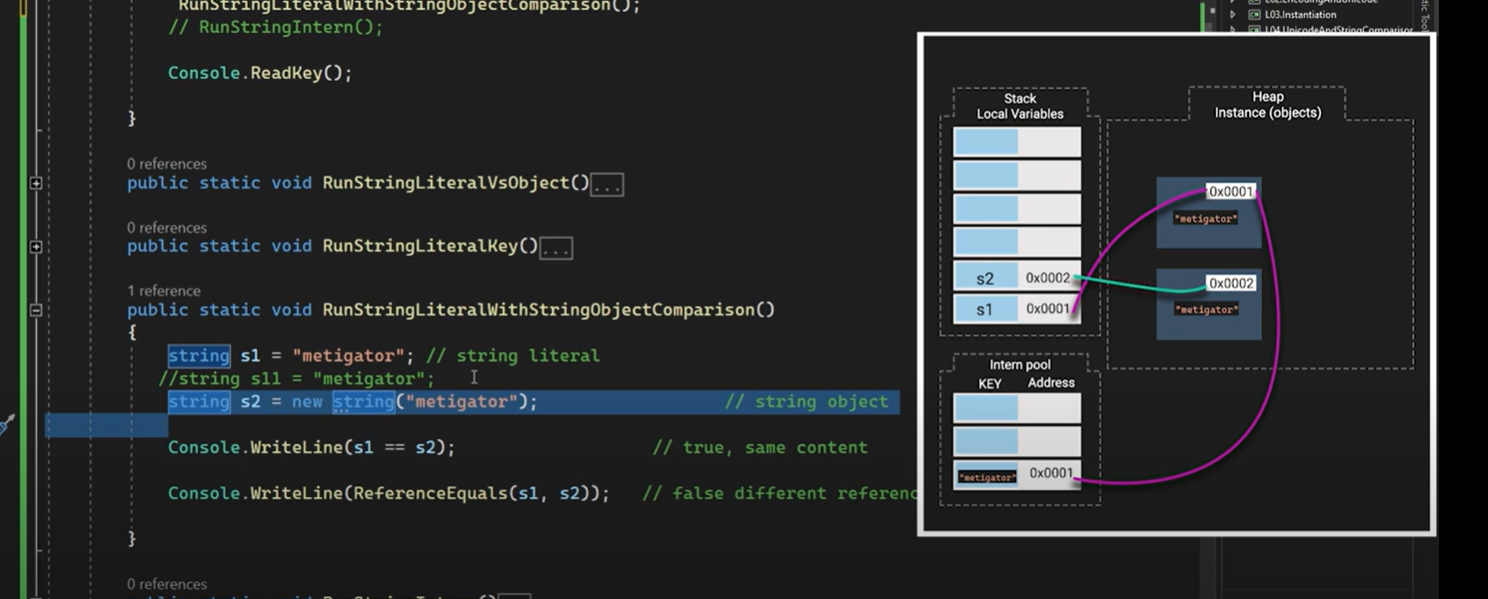 RunStringLiteralWithStringObjectComparison();
// RunStringIntern();
Console.ReadKey();
}
0 references
public static void RunStringLiteralVsObject()...
0 references
public static void RunStringLiteralKey()...
1 reference
public static void RunStringLiteralWithStringObjectComparison()
{
string s1 = "metigator"; // string literal
//string s11 = "metigator";
string s2 = new string("metigator"); // string object
Console.WriteLine(s1 == s2); // true, same content
Console.WriteLine(ReferenceEquals(s1, s2)); // false different referenc
}
0 references
L03.Instantiation
L04.UnicodeAndStringComparison
Stack
Local Variables
s2 0x0002
s1 0x0001
Heap
Instance (objects)
0x0001
"metigator"
0x0002
"metigator"
Intern pool
KEY Address
"metigator" 0x0001